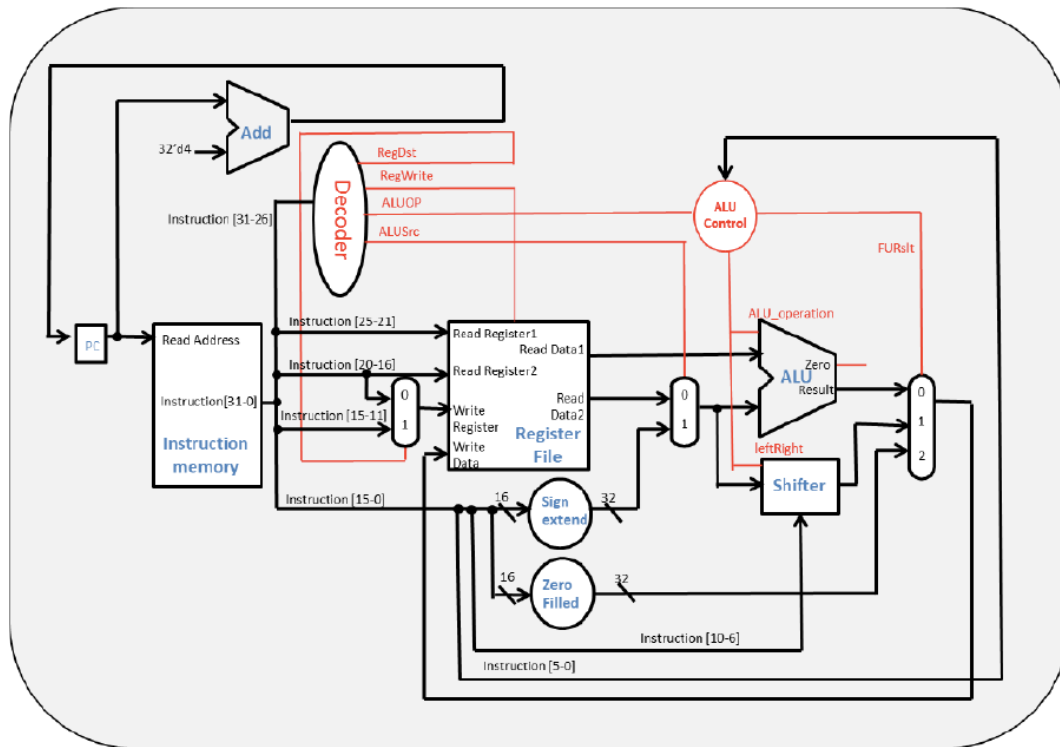 Add
32'd4
RegDst
RegWrite
ALUOP
ALUSrc
Decoder
Instruction [31-26]
ALU
Control
FURslt
PC
Read Address
Instruction[31-0]
Instruction
memory
Instruction [25-21]
Instruction [20-16]
Instruction [15-11]
Instruction [15-0]
0
1
Read Register1
Read Data1
Read Register2
Read
Data2
Write
Register
Write
Data
Register
File
0
1
ALU_operation
Zero
ALU
Result
leftRight
Shifter
0
1
2
16
Sign
extend
32
16
Zero
Filled
32
Instruction [10-6]
Instruction [5-0]